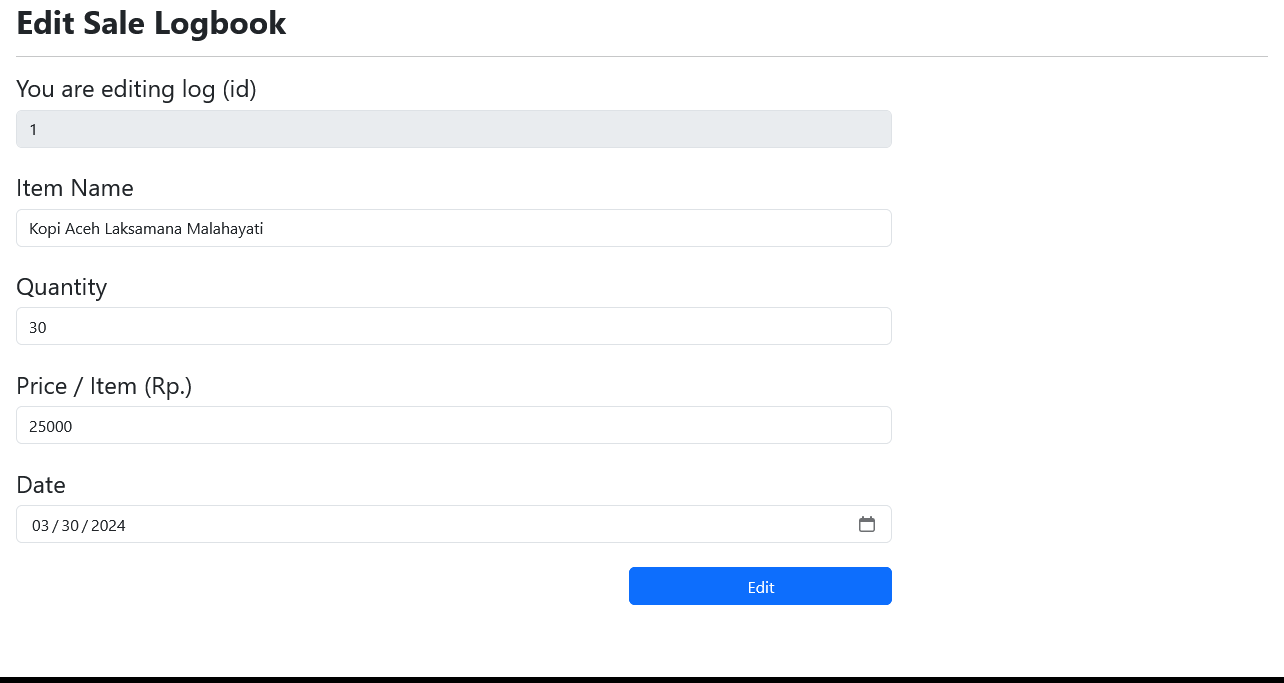 Edit Sale Logbook
You are editing log (id)
1
Item Name
Kopi Aceh Laksamana Malahayati
Quantity
30
Price / Item (Rp.)
25000
Date
03 / 30 / 2024
Edit